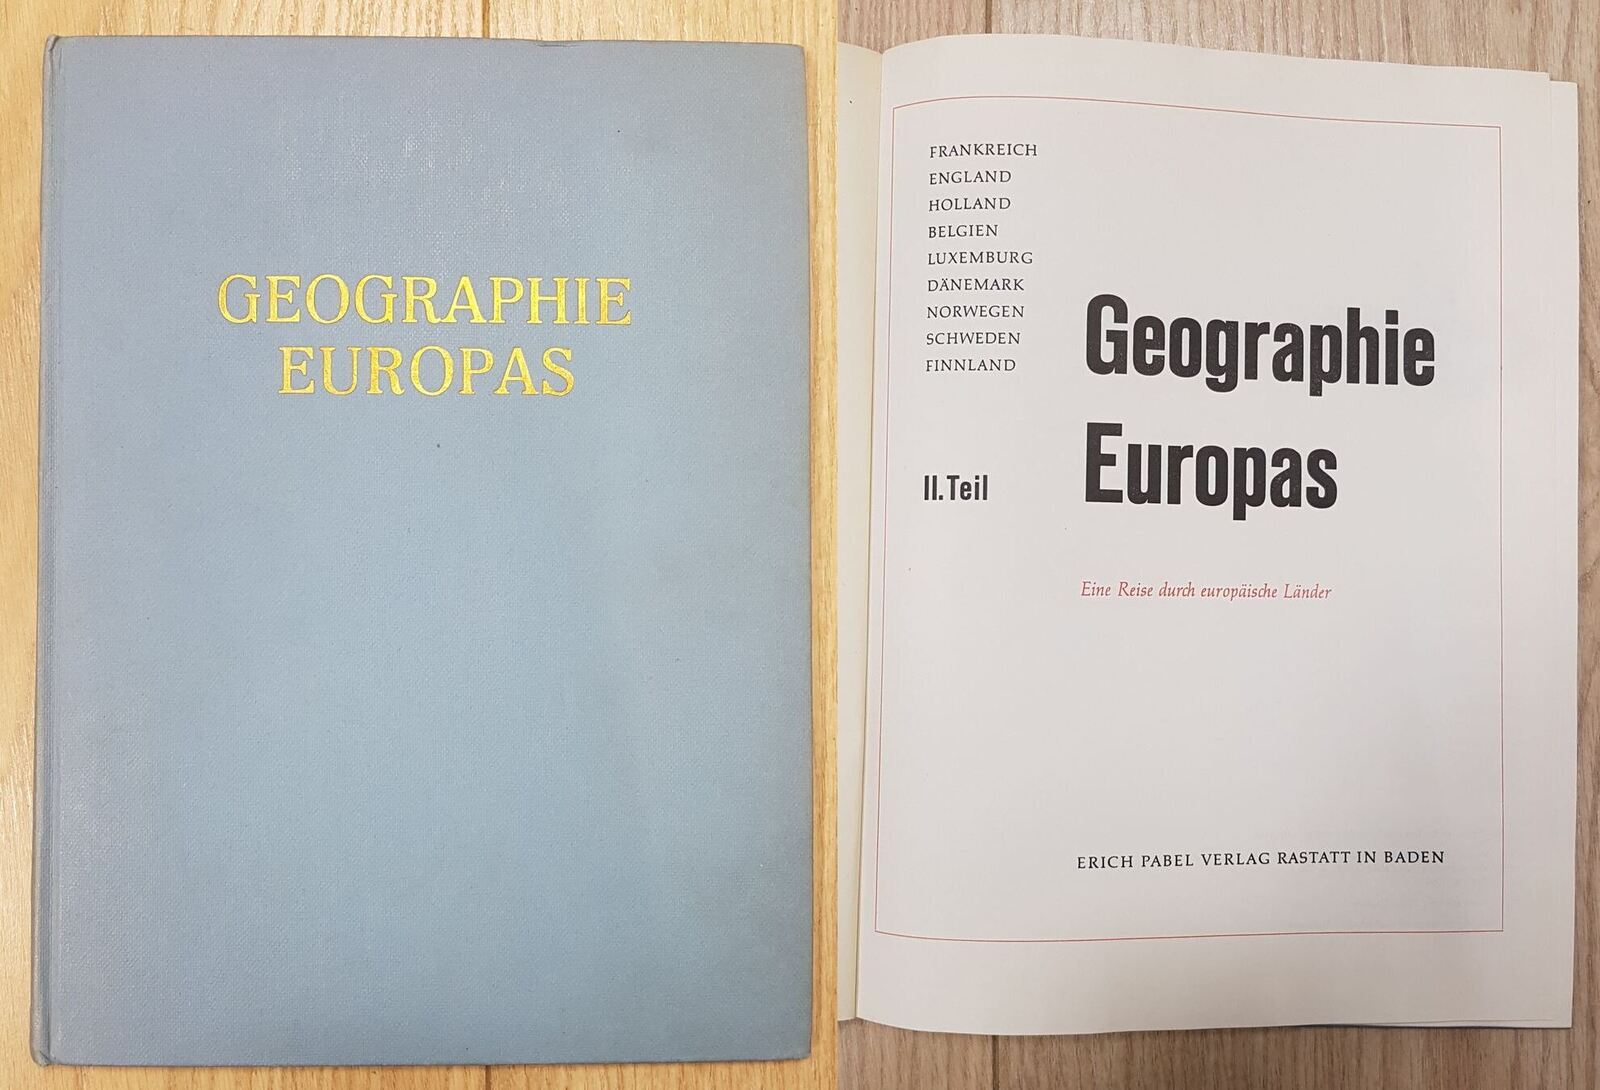 GEOGRAPHIE
EUROPAS
FRANKREICH
ENGLAND
HOLLAND
BELGIEN
LUXEMBURG
DÄNEMARK
NORWEGEN
SCHWEDEN
FINNLAND
II. Teil
Geographie
Europas
Eine Reise durch europäische Länder
ERICH PABEL VERLAG RASTATT IN BADEN